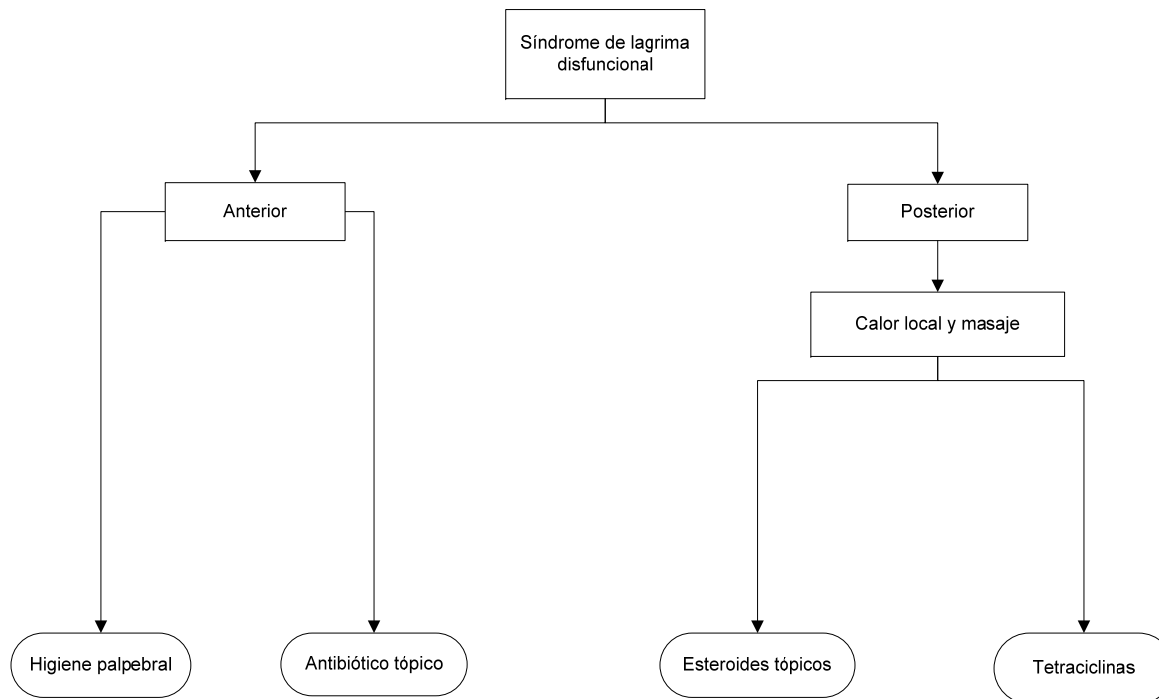 Síndrome de lagrima
disfuncional
Anterior
Posterior
Calor local y masaje
Higiene palpebral
Antibiótico tópico
Esteroides tópicos
Tetraciclinas